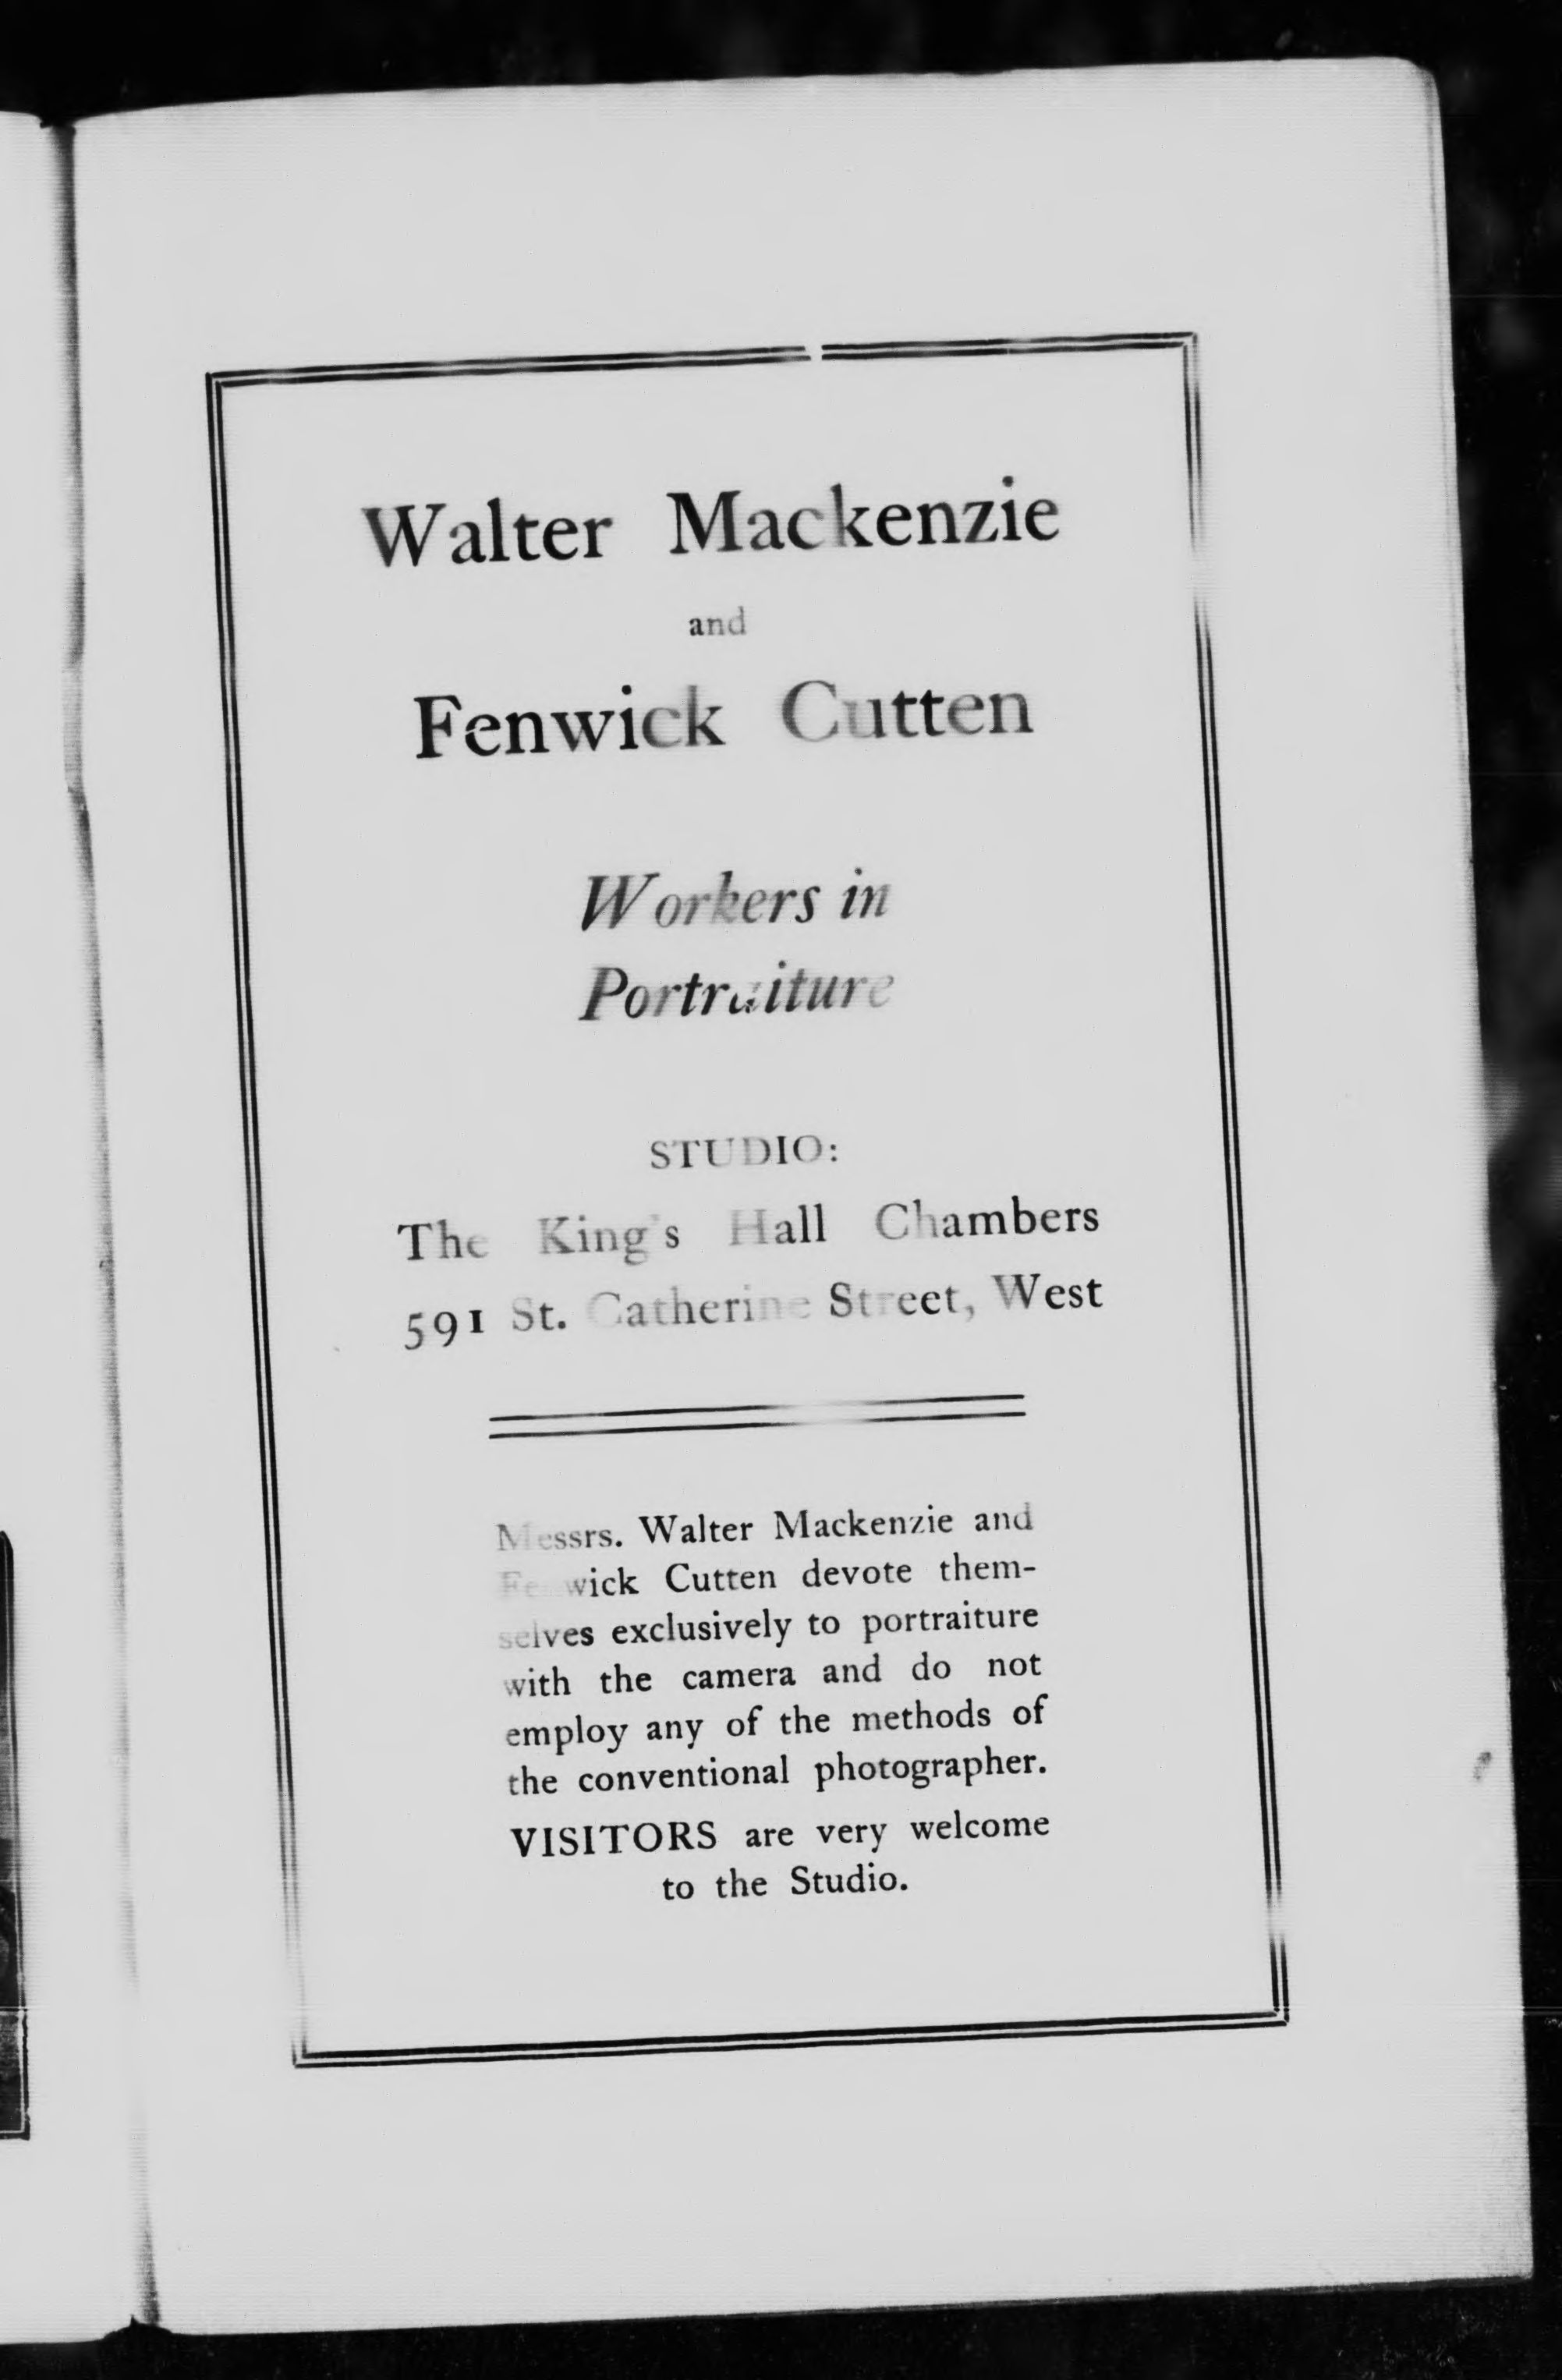 Walter Mackenzie
and
Fenwick Cutten
Workers in
Portraiture
STUDIO:
The King's Hall Chambers
591 St. Catherine Street, West
Messrs. Walter Mackenzie and
Fenwick Cutten devote them-
selves exclusively to portraiture
with the camera and do not
employ any of the methods of
the conventional photographer.
VISITORS are very welcome
to the Studio.